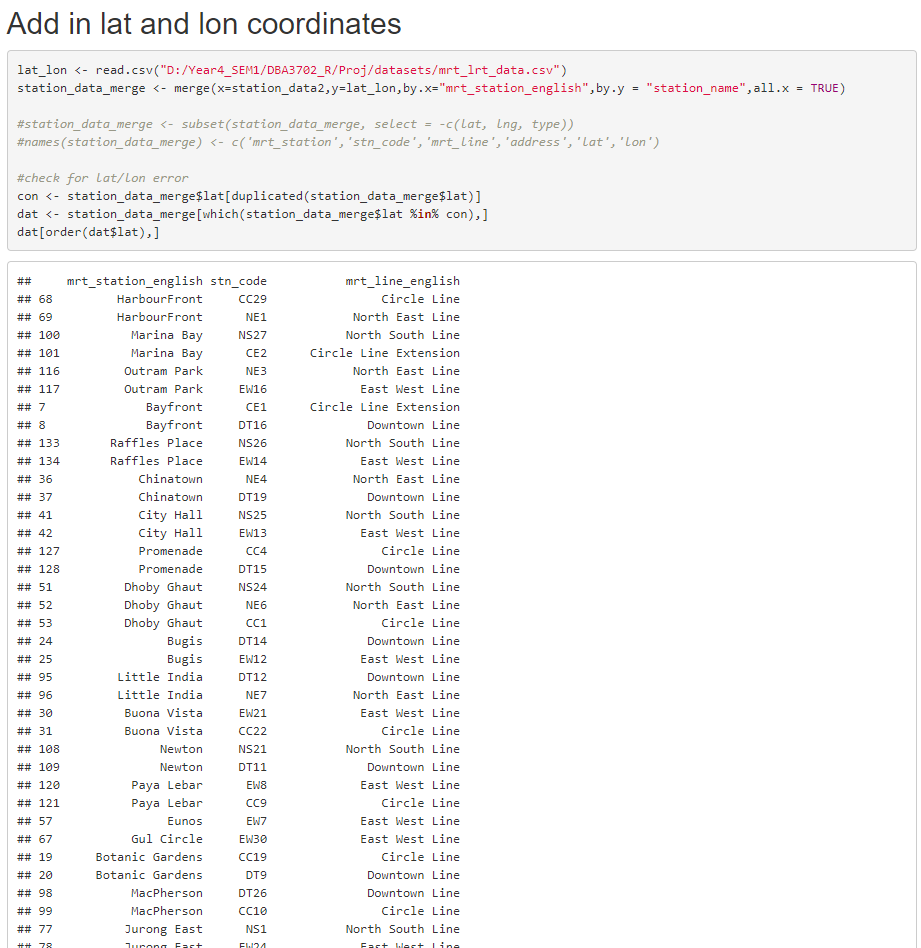 Add in lat and lon coordinates
lat_lon <- read.csv("D:/Year4_SEM1/DBA3702_R/Proj/datasets/mrt_lrt_data.csv")
station_data_merge <- merge(x=station_data2,y=lat_lon,by.x="mrt_station_english",by.y = "station_name",all.x = TRUE)
#station_data_merge <- subset(station_data_merge, select = -c(lat, lng, type))
#names(station_data_merge) <- c('mrt_station','stn_code','mrt_line','address','lat','lon')
#check for lat/lon error
con <- station_data_merge$lat[duplicated(station_data_merge$lat)]
dat <- station_data_merge[which(station_data_merge$lat %in% con),]
dat[order(dat$lat),]
## mrt_station_english stn_code mrt_line_english
## 68 HarbourFront CC29 Circle Line
## 69 HarbourFront NE1 North East Line
## 100 Marina Bay NS27 North South Line
## 101 Marina Bay CE2 Circle Line Extension
## 116 Outram Park NE3 North East Line
## 117 Outram Park EW16 East West Line
## 7 Bayfront CE1 Circle Line Extension
## 8 Bayfront DT16 Downtown Line
## 133 Raffles Place NS26 North South Line
## 134 Raffles Place EW14 East West Line
## 36 Chinatown NE4 North East Line
## 37 Chinatown DT19 Downtown Line
## 41 City Hall NS25 North South Line
## 42 City Hall EW13 East West Line
## 127 Promenade CC4 Circle Line
## 128 Promenade DT15 Downtown Line
## 51 Dhoby Ghaut NS24 North South Line
## 52 Dhoby Ghaut NE6 North East Line
## 53 Dhoby Ghaut CC1 Circle Line
## 24 Bugis DT14 Downtown Line
## 25 Bugis EW12 East West Line
## 95 Little India DT12 Downtown Line
## 96 Little India NE7 North East Line
## 30 Buona Vista EW21 East West Line
## 31 Buona Vista CC22 Circle Line
## 108 Newton NS21 North South Line
## 109 Newton DT11 Downtown Line
## 120 Paya Lebar EW8 East West Line
## 121 Paya Lebar CC9 Circle Line
## 57 Eunos EW7 East West Line
## 67 Gul Circle EW30 East West Line
## 19 Botanic Gardens CC19 Circle Line
## 20 Botanic Gardens DT9 Downtown Line
## 98 MacPherson DT26 Downtown Line
## 99 MacPherson CC10 Circle Line
## 77 Jurong East NS1 North South Line
## 78 Jurong East EW24 East West Line